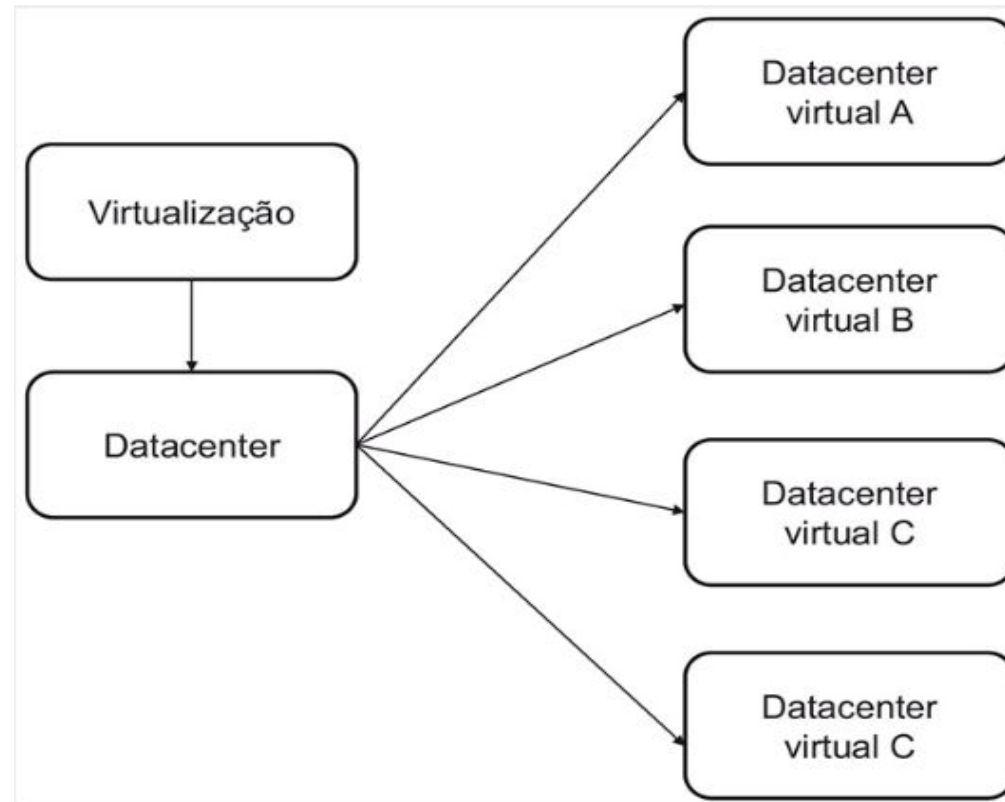 Virtualização
Datacenter
Datacenter
virtual A
Datacenter
virtual B
Datacenter
virtual C
Datacenter
virtual C